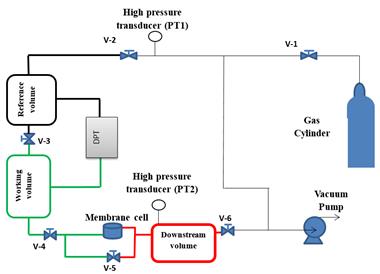 High pressure
transducer (PT1)
V-2
V-1
Reference
volume
V-3
DPT
Gas
Cylinder
Working
volume
High pressure
transducer (PT2)
Vacuum
Pump
Membrane cell
V-6
V-4
Downstream
volume
V-5